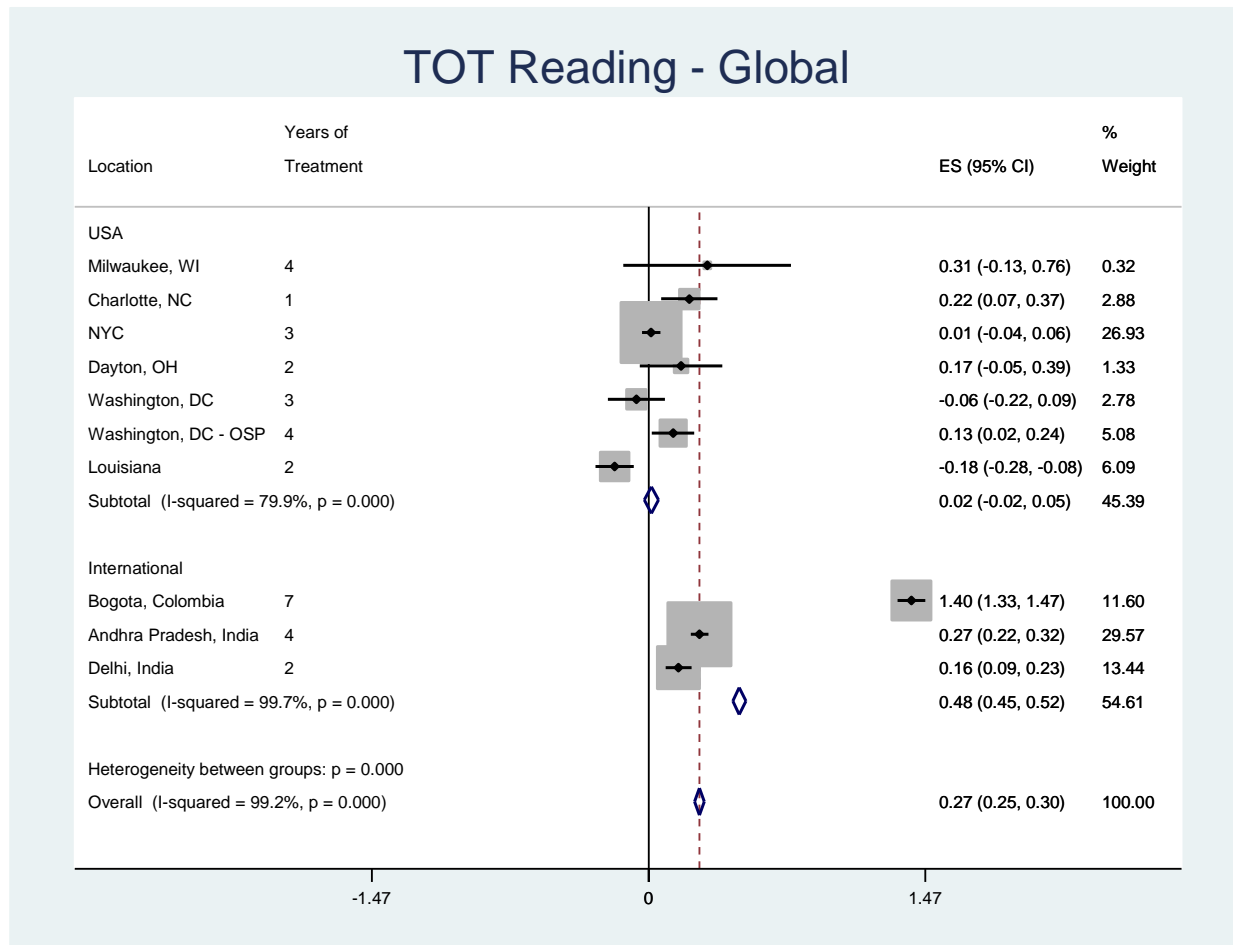 TOT Reading - Global
Years of %
Location Treatment ES (95% CI) Weight
USA
Milwaukee, WI 4 0.31 (-0.13, 0.76) 0.32
Charlotte, NC 1 0.22 (0.07, 0.37) 2.88
NYC 3 0.01 (-0.04, 0.06) 26.93
Dayton, OH 2 0.17 (-0.05, 0.39) 1.33
Washington, DC 3 -0.06 (-0.22, 0.09) 2.78
Washington, DC - OSP 4 0.13 (0.02, 0.24) 5.08
Louisiana 2 -0.18 (-0.28, -0.08) 6.09
Subtotal (I-squared = 79.9%, p = 0.000) 0.02 (-0.02, 0.05) 45.39
International
Bogota, Colombia 7 1.40 (1.33, 1.47) 11.60
Andhra Pradesh, India 4 0.27 (0.22, 0.32) 29.57
Delhi, India 2 0.16 (0.09, 0.23) 13.44
Subtotal (I-squared = 99.7%, p = 0.000) 0.48 (0.45, 0.52) 54.61
Heterogeneity between groups: p = 0.000
Overall (I-squared = 99.2%, p = 0.000) 0.27 (0.25, 0.30) 100.00
-1.47 0 1.47